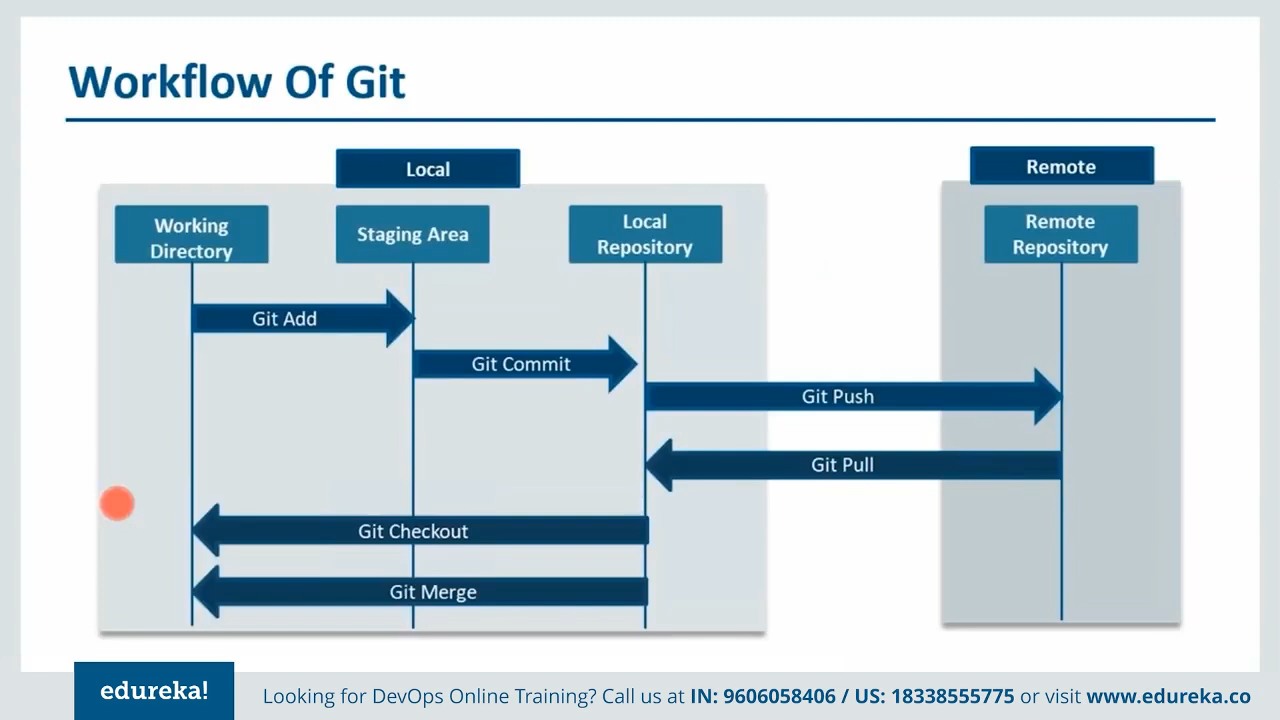 Workflow Of Git
Local
Remote
Working
Directory
Staging Area
Local
Repository
Remote
Repository
Git Add
Git Commit
Git Push
Git Pull
Git Checkout
Git Merge
edureka!
Looking for DevOps Online Training? Call us at IN: 9606058406 / US: 18338555775 or visit www.edureka.co